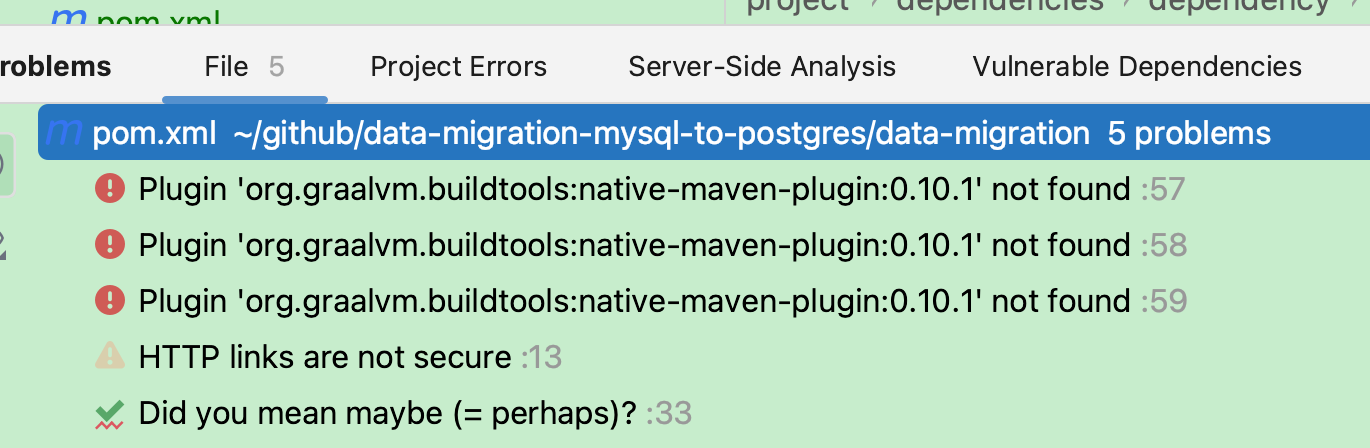 m pom.xml
project › dependencies › dependency ›
roblems File 5 Project Errors Server-Side Analysis Vulnerable Dependencies
m pom.xml ~/github/data-migration-mysql-to-postgres/data-migration 5 problems
Plugin 'org.graalvm.buildtools:native-maven-plugin:0.10.1' not found :57
Plugin 'org.graalvm.buildtools:native-maven-plugin:0.10.1' not found :58
Plugin 'org.graalvm.buildtools:native-maven-plugin:0.10.1' not found :59
HTTP links are not secure :13
Did you mean maybe (= perhaps)? :33